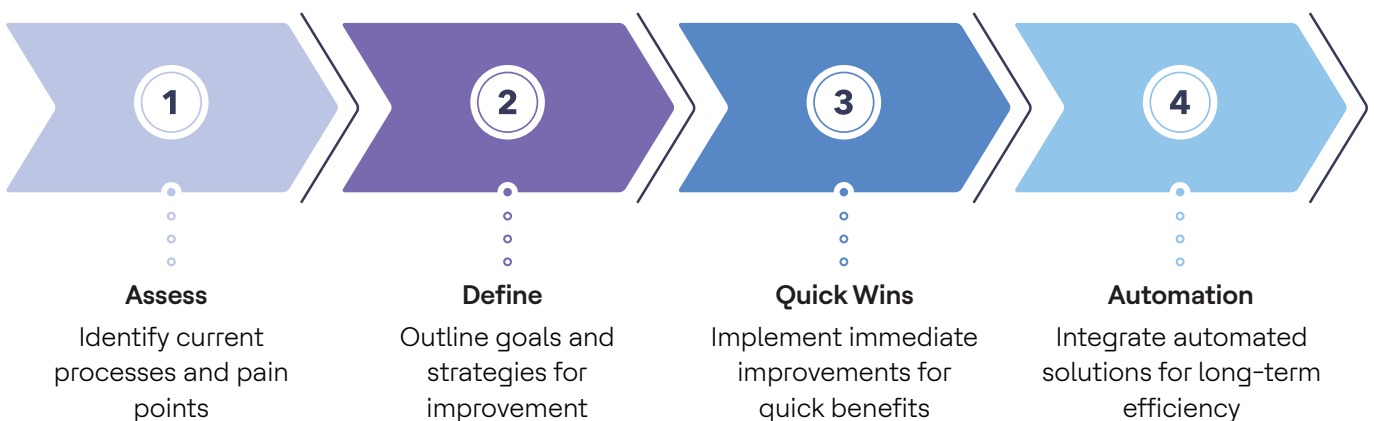 1
2
3
4
Assess
Identify current
processes and pain
points
Define
Outline goals and
strategies for
improvement
Quick Wins
Implement immediate
improvements for
quick benefits
Automation
Integrate automated
solutions for long-term
efficiency